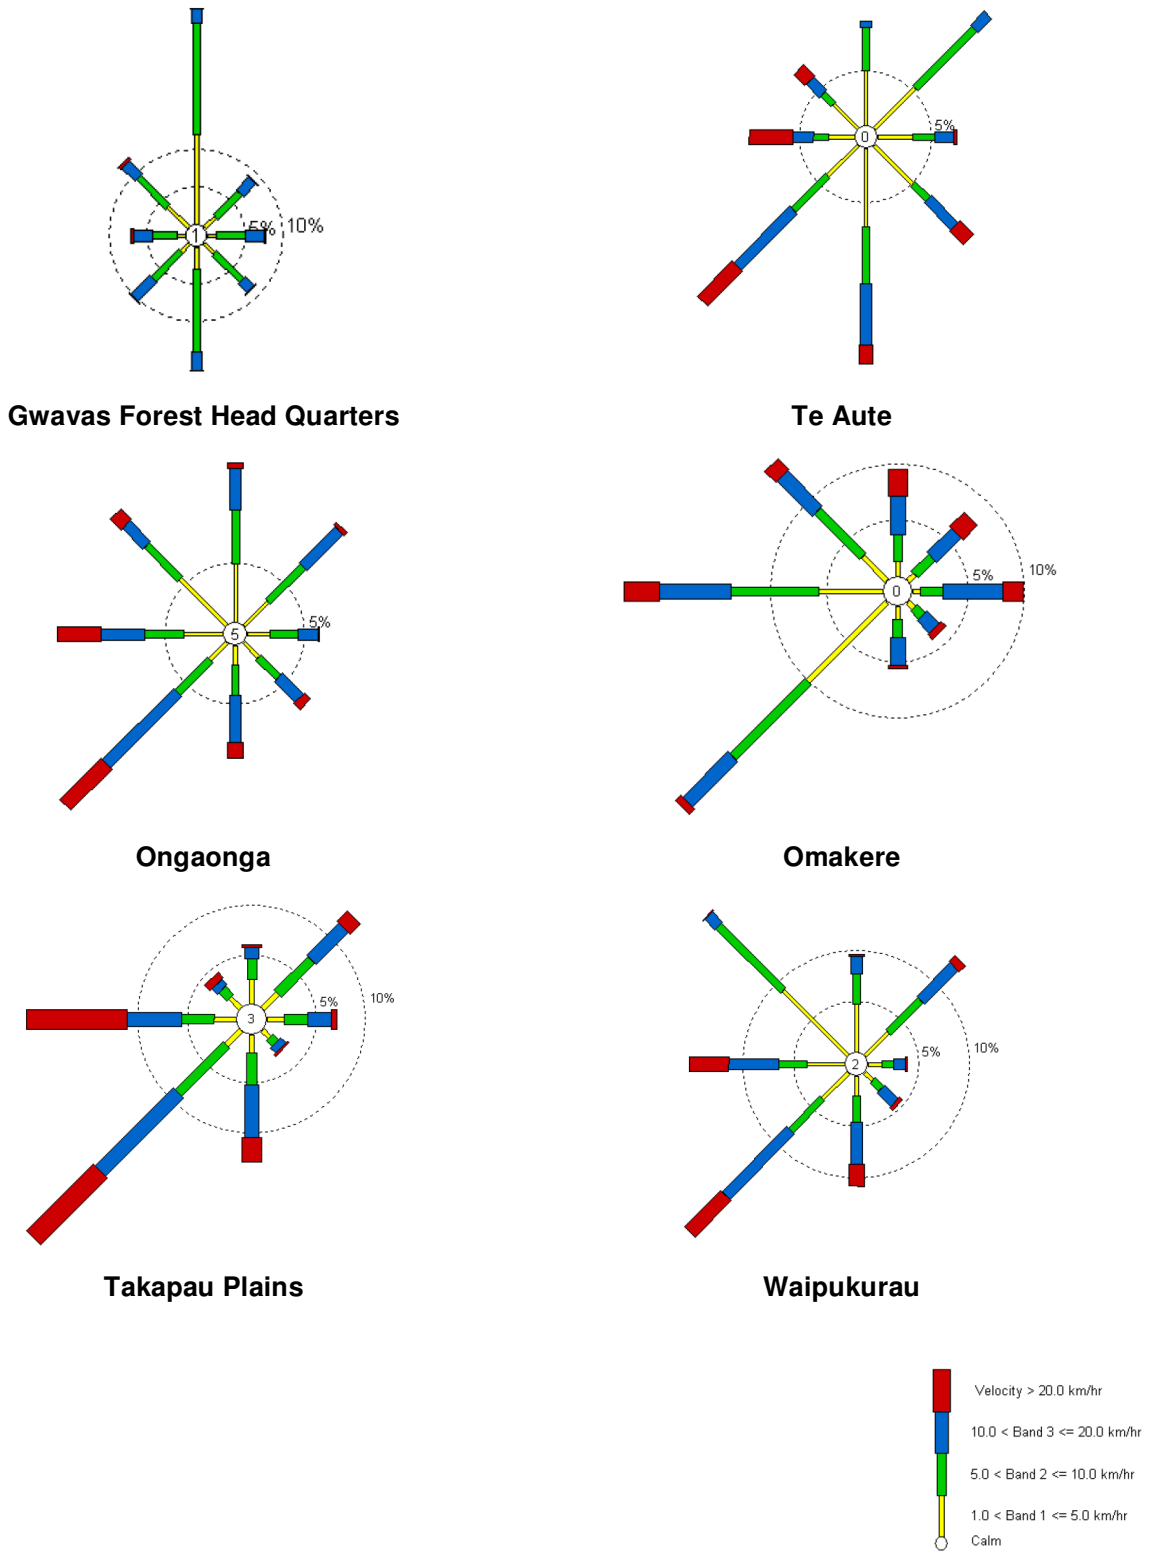 1
5%
10%
0
5%
Gwavas Forest Head Quarters
Te Aute
5
5%
0
5%
10%
Ongaonga
Omakere
3
5%
10%
2
5%
10%
Takapau Plains
Waipukurau
Velocity > 20.0 km/hr
10.0 < Band 3 <= 20.0 km/hr
5.0 < Band 2 <= 10.0 km/hr
1.0 < Band 1 <= 5.0 km/hr
Calm